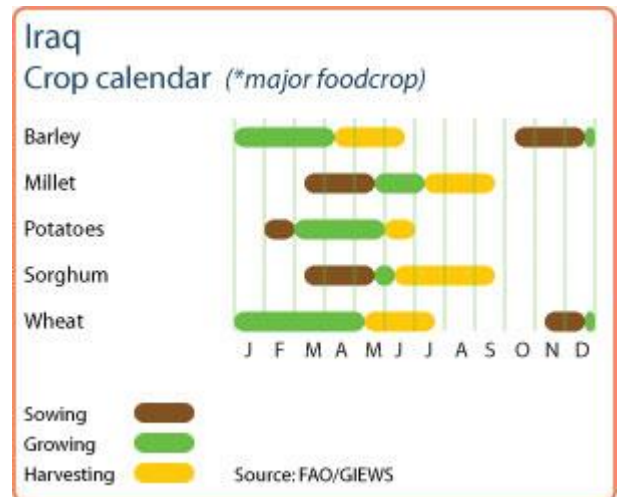 Iraq
Crop calendar (*major foodcrop)
Barley
Millet
Potatoes
Sorghum
Wheat
J F M A M J J A S O N D
Sowing
Growing
Harvesting Source: FAO/GIEWS